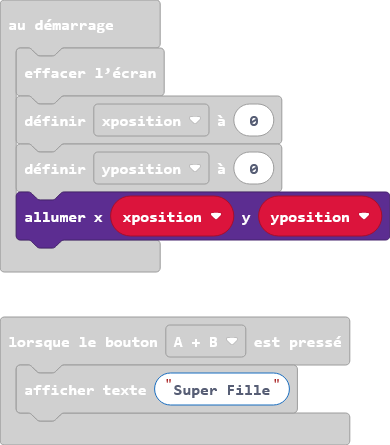 au démarrage
effacer l’écran
définir xposition à 0
définir yposition à 0
allumer x xposition y yposition
lorsque le bouton A + B est pressé
afficher texte "Super Fille"